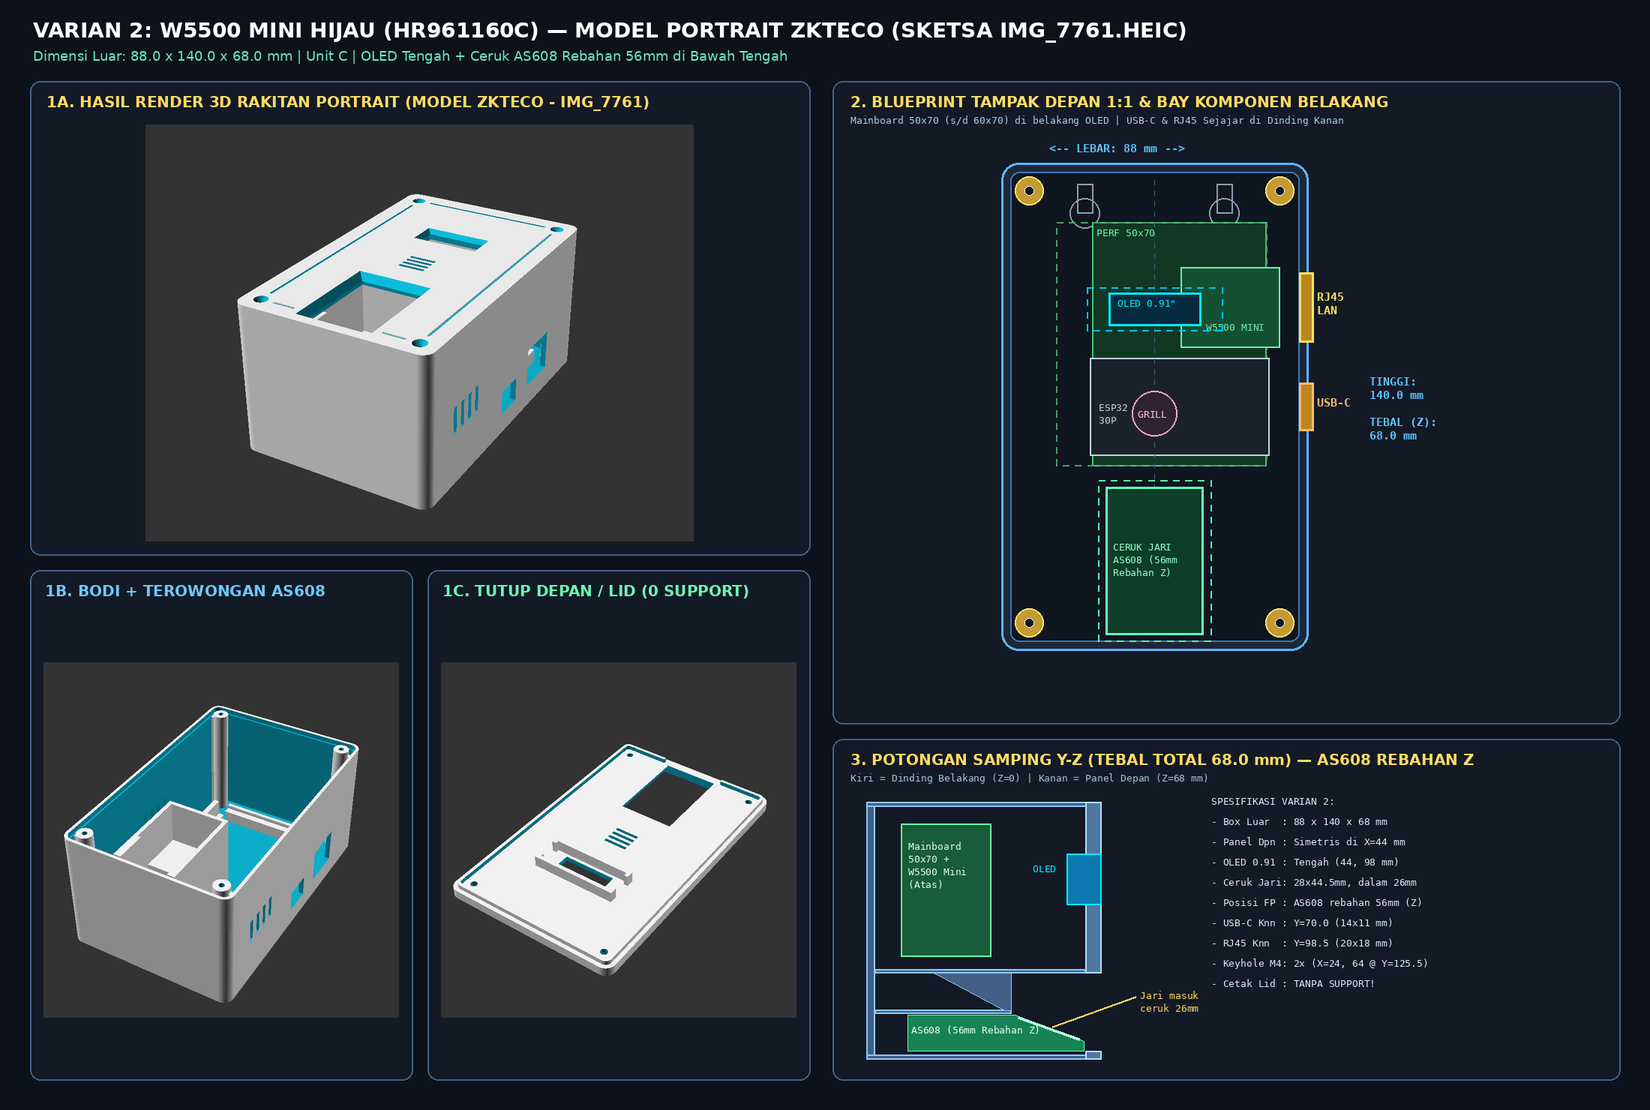 VARIAN 2: W5500 MINI HIJAU (HR961160C) — MODEL PORTRAIT ZKTECO (SKETSA IMG_7761.HEIC)
Dimensi Luar: 88.0 x 140.0 x 68.0 mm | Unit C | OLED Tengah + Ceruk AS608 Rebahan 56mm di Bawah Tengah
1A. HASIL RENDER 3D RAKITAN PORTRAIT (MODEL ZKTECO - IMG_7761)
1B. BODI + TEROWONGAN AS608
1C. TUTUP DEPAN / LID (0 SUPPORT)
2. BLUEPRINT TAMPAK DEPAN 1:1 & BAY KOMPONEN BELAKANG
Mainboard 50x70 (s/d 60x70) di belakang OLED | USB-C & RJ45 Sejajar di Dinding Kanan
<-- LEBAR: 88 mm -->
PERF 50x70
OLED 0.91"
W5500 MINI
RJ45
LAN
ESP32
30P
GRILL
USB-C
TINGGI:
140.0 mm
TEBAL (Z):
68.0 mm
CERUK JARI
AS608 (56mm
Rebahan Z)
3. POTONGAN SAMPING Y-Z (TEBAL TOTAL 68.0 mm) — AS608 REBAHAN Z
Kiri = Dinding Belakang (Z=0) | Kanan = Panel Depan (Z=68 mm)
Mainboard
50x70 +
W5500 Mini
(Atas)
OLED
Jari masuk
ceruk 26mm
AS608 (56mm Rebahan Z)
SPESIFIKASI VARIAN 2:
- Box Luar  : 88 x 140 x 68 mm
- Panel Dpn : Simetris di X=44 mm
- OLED 0.91 : Tengah (44, 98 mm)
- Ceruk Jari: 28x44.5mm, dalam 26mm
- Posisi FP : AS608 rebahan 56mm (Z)
- USB-C Knn : Y=70.0 (14x11 mm)
- RJ45 Knn  : Y=98.5 (20x18 mm)
- Keyhole M4: 2x (X=24, 64 @ Y=125.5)
- Cetak Lid : TANPA SUPPORT!